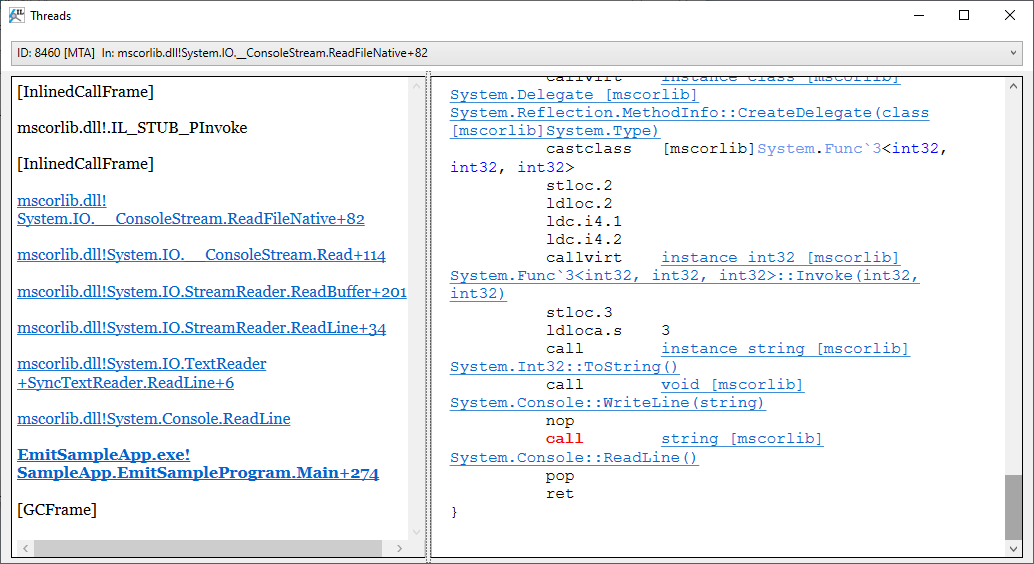 IL
Threads
ID: 8460 [MTA] In: mscorlib.dll!System.IO.__ConsoleStream.ReadFileNative+82
[InlinedCallFrame]
mscorlib.dll!.IL_STUB_PInvoke
[InlinedCallFrame]
mscorlib.dll!
System.IO.__ConsoleStream.ReadFileNative+82
mscorlib.dll!System.IO.__ConsoleStream.Read+114
mscorlib.dll!System.IO.StreamReader.ReadBuffer+201
mscorlib.dll!System.IO.StreamReader.ReadLine+34
mscorlib.dll!System.IO.TextReader
+SyncTextReader.ReadLine+6
mscorlib.dll!System.Console.ReadLine
EmitSampleApp.exe!
SampleApp.EmitSampleProgram.Main+274
[GCFrame]
callvirt instance class [mscorlib]
System.Delegate [mscorlib]
System.Reflection.MethodInfo::CreateDelegate(class
[mscorlib]System.Type)
castclass [mscorlib]System.Func`3<int32,
int32, int32>
stloc.2
ldloc.2
ldc.i4.1
ldc.i4.2
callvirt instance int32 [mscorlib]
System.Func`3<int32, int32, int32>::Invoke(int32,
int32)
stloc.3
ldloca.s 3
call instance string [mscorlib]
System.Int32::ToString()
call void [mscorlib]
System.Console::WriteLine(string)
nop
call string [mscorlib]
System.Console::ReadLine()
pop
ret
}